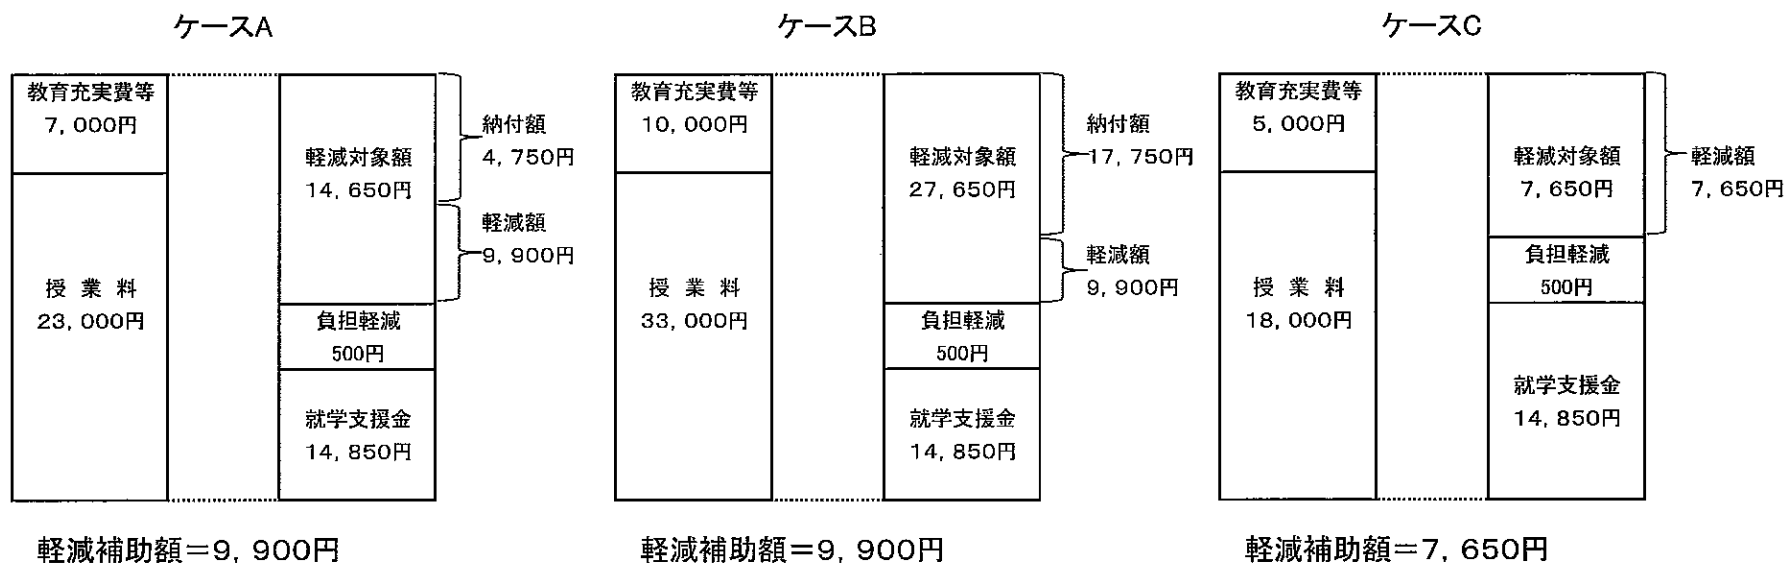 ケースA
教育充実費等
7，000円
授 業 料
23，000円
軽減対象額
14，650円
負担軽減
500円
就学支援金
14，850円
納付額
4，750円
軽減額
9，900円
軽減補助額＝9，900円
ケースB
教育充実費等
10，000円
授 業 料
33，000円
軽減対象額
27，650円
負担軽減
500円
就学支援金
14，850円
納付額
17，750円
軽減額
9，900円
軽減補助額＝9，900円
ケースC
教育充実費等
5，000円
授 業 料
18，000円
軽減対象額
7，650円
負担軽減
500円
就学支援金
14，850円
軽減額
7，650円
軽減補助額＝7，650円